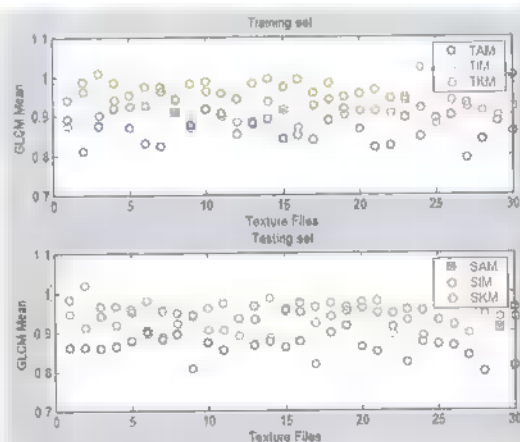 Training set
1.1
1
0.9
0.8
0.7
GLCM Mean
TAM
TIM
TKM
0 5 10 15 20 25 30
Texture Files
Testing set
1.1
1
0.9
0.8
0.7
GLCM Mean
SAM
SIM
SKM
0 5 10 15 20 25 30
Texture Files